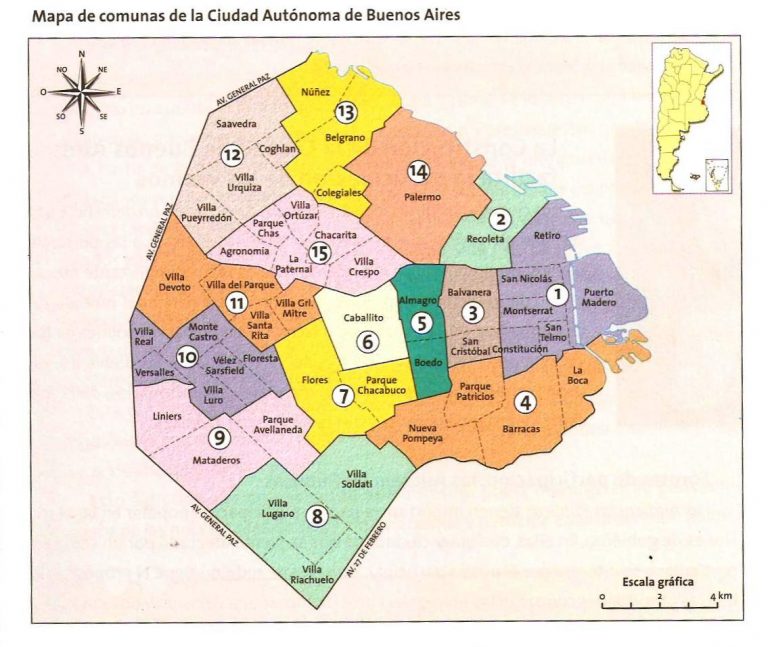 Mapa de comunas de la Ciudad Autónoma de Buenos Aires
N
NO
NE
O
E
SO
SE
S
AV. GENERAL PAZ
Núñez
13
Belgrano
Colegiales
Saavedra
Coghlan
12
Villa
Urquiza
Villa
Pueyrredón
14
Palermo
2
Recoleta
Villa
Ortúzar
Parque
Chas
Chacarita
15
Agronomía
La
Paternal
Villa
Crespo
Retiro
San Nicolás
1
Montserrat
San
Telmo
Constitución
Puerto
Madero
AV. GENERAL PAZ
Villa
Devoto
Villa del Parque
11
Villa
Santa
Rita
Villa Grl.
Mitre
Caballito
6
Almagro
5
Boedo
Balvanera
3
San
Cristóbal
Villa
Real
Monte
Castro
10
Versalles
Vélez
Sarsfield
Floresta
Villa
Luro
Flores
7
Parque
Chacabuco
La
Boca
Parque
Patricios
4
Barracas
Nueva
Pompeya
Liniers
Parque
Avellaneda
9
Mataderos
Villa
Soldati
Villa
Lugano
8
Villa
Riachuelo
AV. GENERAL PAZ
AV. 27 DE FEBRERO
Escala gráfica
0 2 4 km